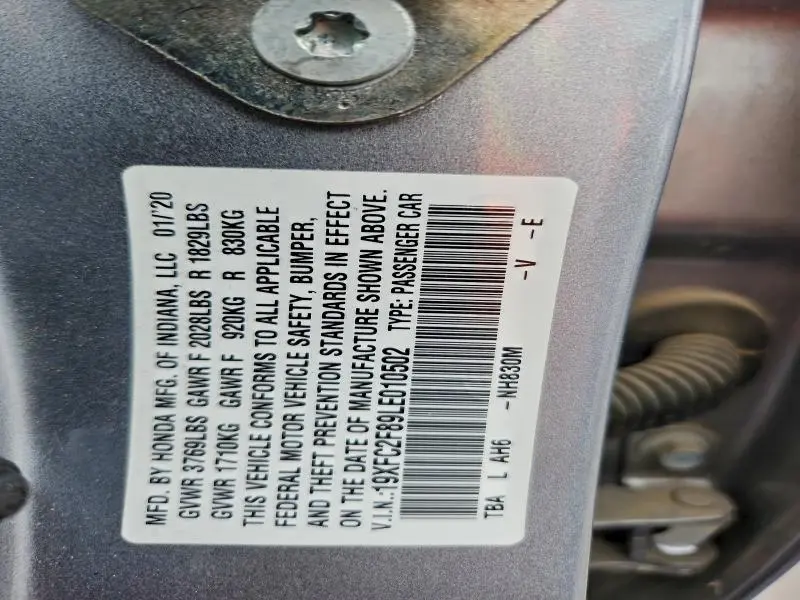 MFD. BY HONDA MFG. OF INDIANA, LLC 01/'20
GVWR 3769LBS GAWR F 2028LBS R 1829LBS
GVWR 1710KG GAWR F 920KG R 830KG
THIS VEHICLE CONFORMS TO ALL APPLICABLE
FEDERAL MOTOR VEHICLE SAFETY, BUMPER,
AND THEFT PREVENTION STANDARDS IN EFFECT
ON THE DATE OF MANUFACTURE SHOWN ABOVE.
V.I.N.:19XFC2F89LE010502 TYPE: PASSENGER CAR
TBA L AH6 -NH830M -V -E